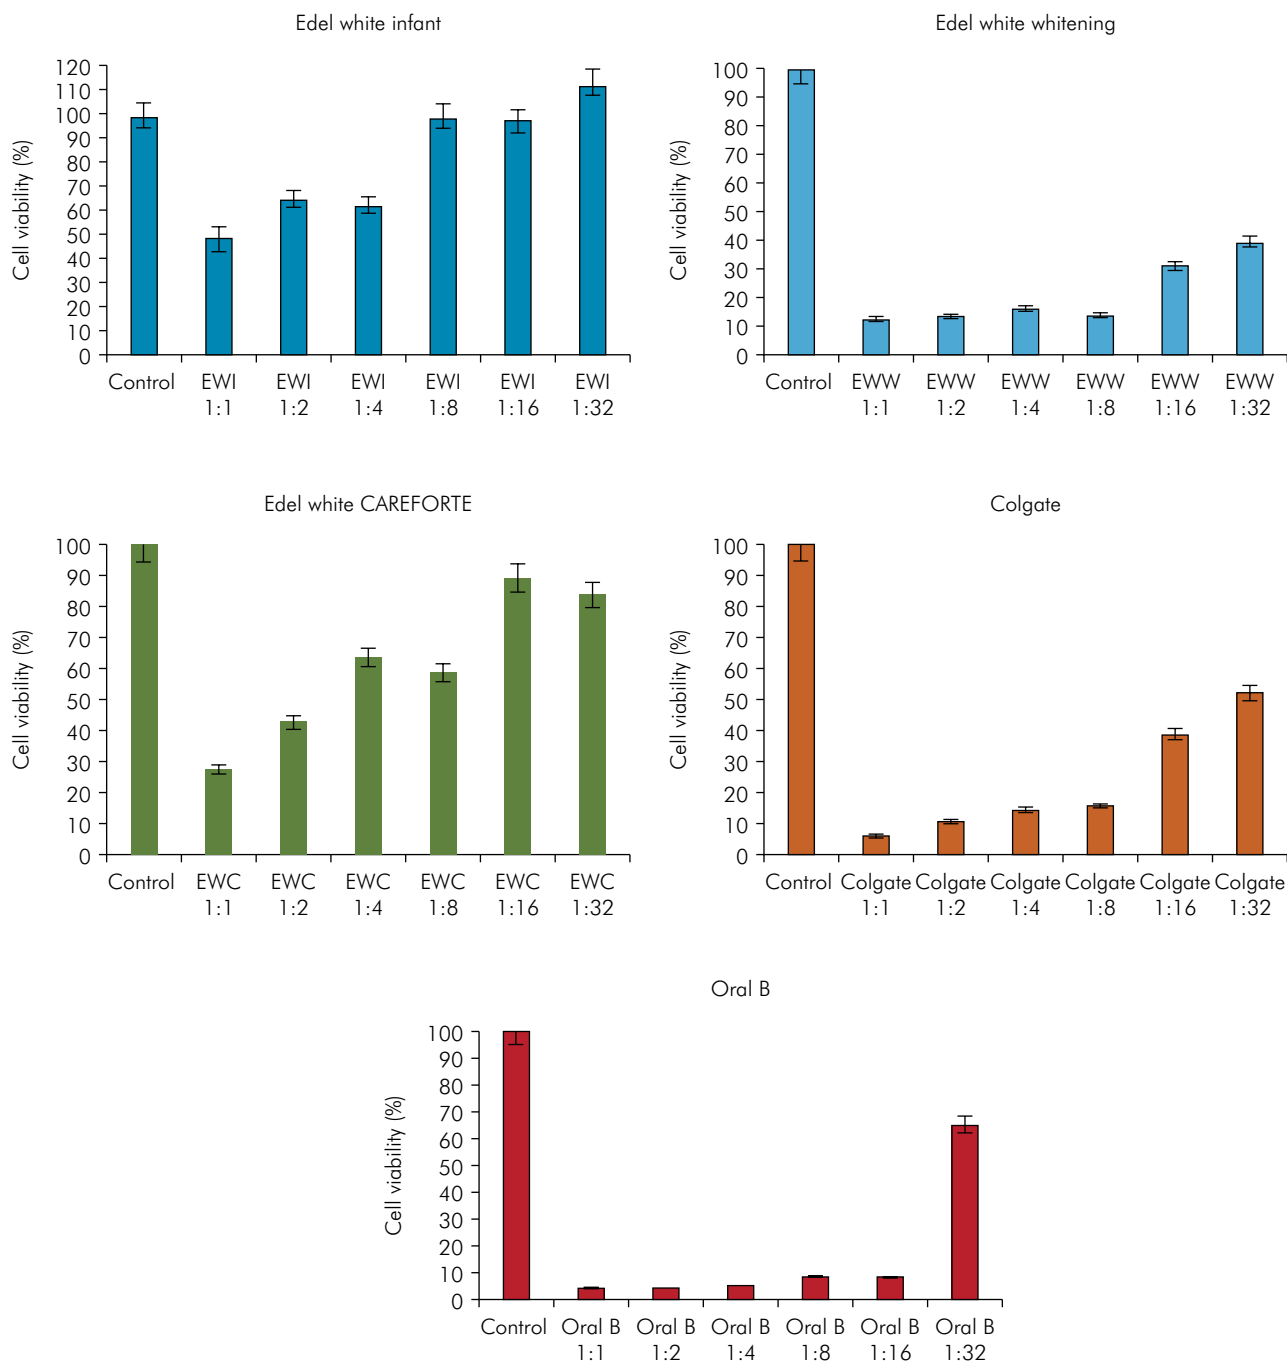 Edel white infant
Cell viability (%)
120
110
100
90
80
70
60
50
40
30
20
10
0
Control EWI EWI EWI EWI EWI EWI
1:1 1:2 1:4 1:8 1:16 1:32
Edel white whitening
Cell viability (%)
100
90
80
70
60
50
40
30
20
10
0
Control EWW EWW EWW EWW EWW EWW
1:1 1:2 1:4 1:8 1:16 1:32
Edel white CAREFORTE
Cell viability (%)
100
90
80
70
60
50
40
30
20
10
0
Control EWC EWC EWC EWC EWC EWC
1:1 1:2 1:4 1:8 1:16 1:32
Colgate
Cell viability (%)
100
90
80
70
60
50
40
30
20
10
0
Control Colgate Colgate Colgate Colgate Colgate Colgate
1:1 1:2 1:4 1:8 1:16 1:32
Oral B
Cell viability (%)
100
90
80
70
60
50
40
30
20
10
0
Control Oral B Oral B Oral B Oral B Oral B Oral B
1:1 1:2 1:4 1:8 1:16 1:32